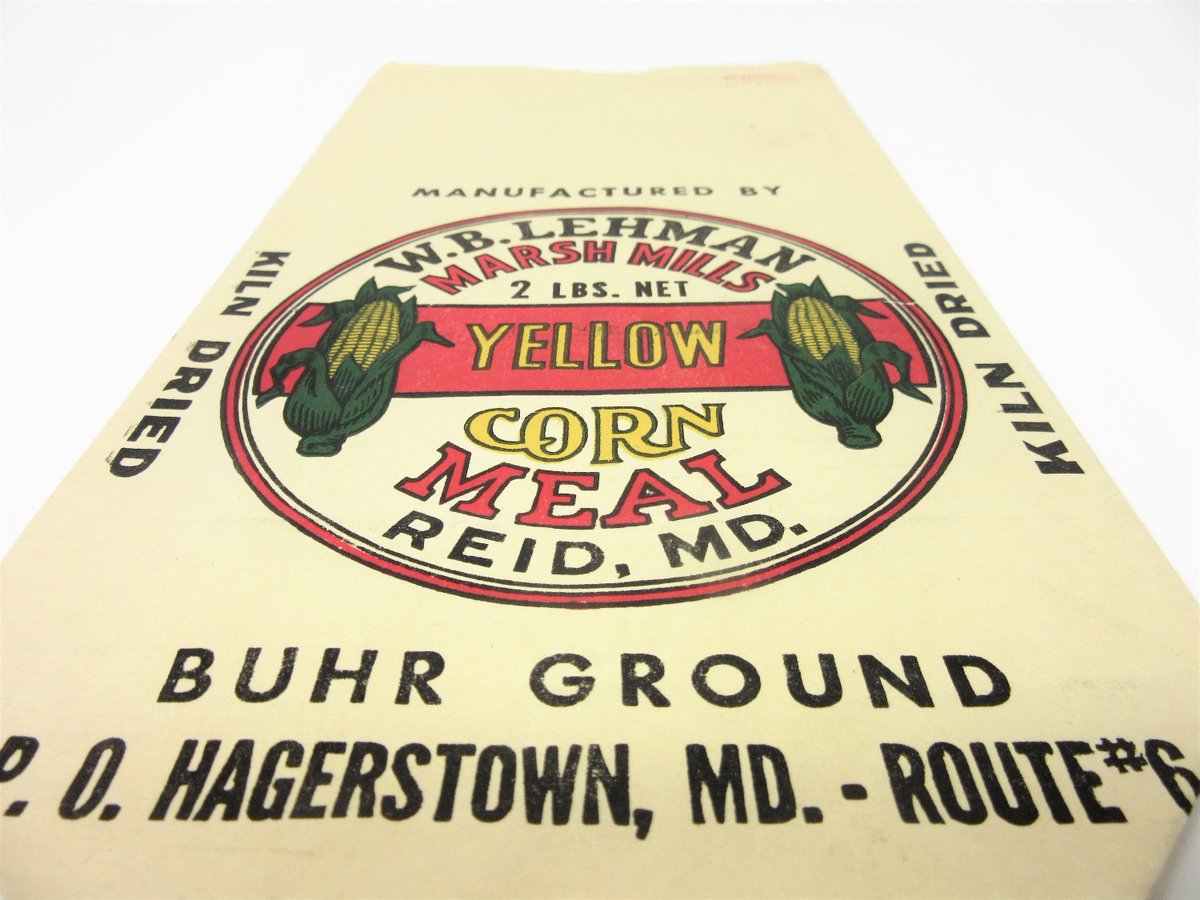 MANUFACTURED BY
W.B. LEHMAN
MARSH MILLS
2 LBS. NET
YELLOW
CORN
MEAL
REID, MD.
KILN DRIED
KILN DRIED
BUHR GROUND
P. O. HAGERSTOWN, MD. - ROUTE #6